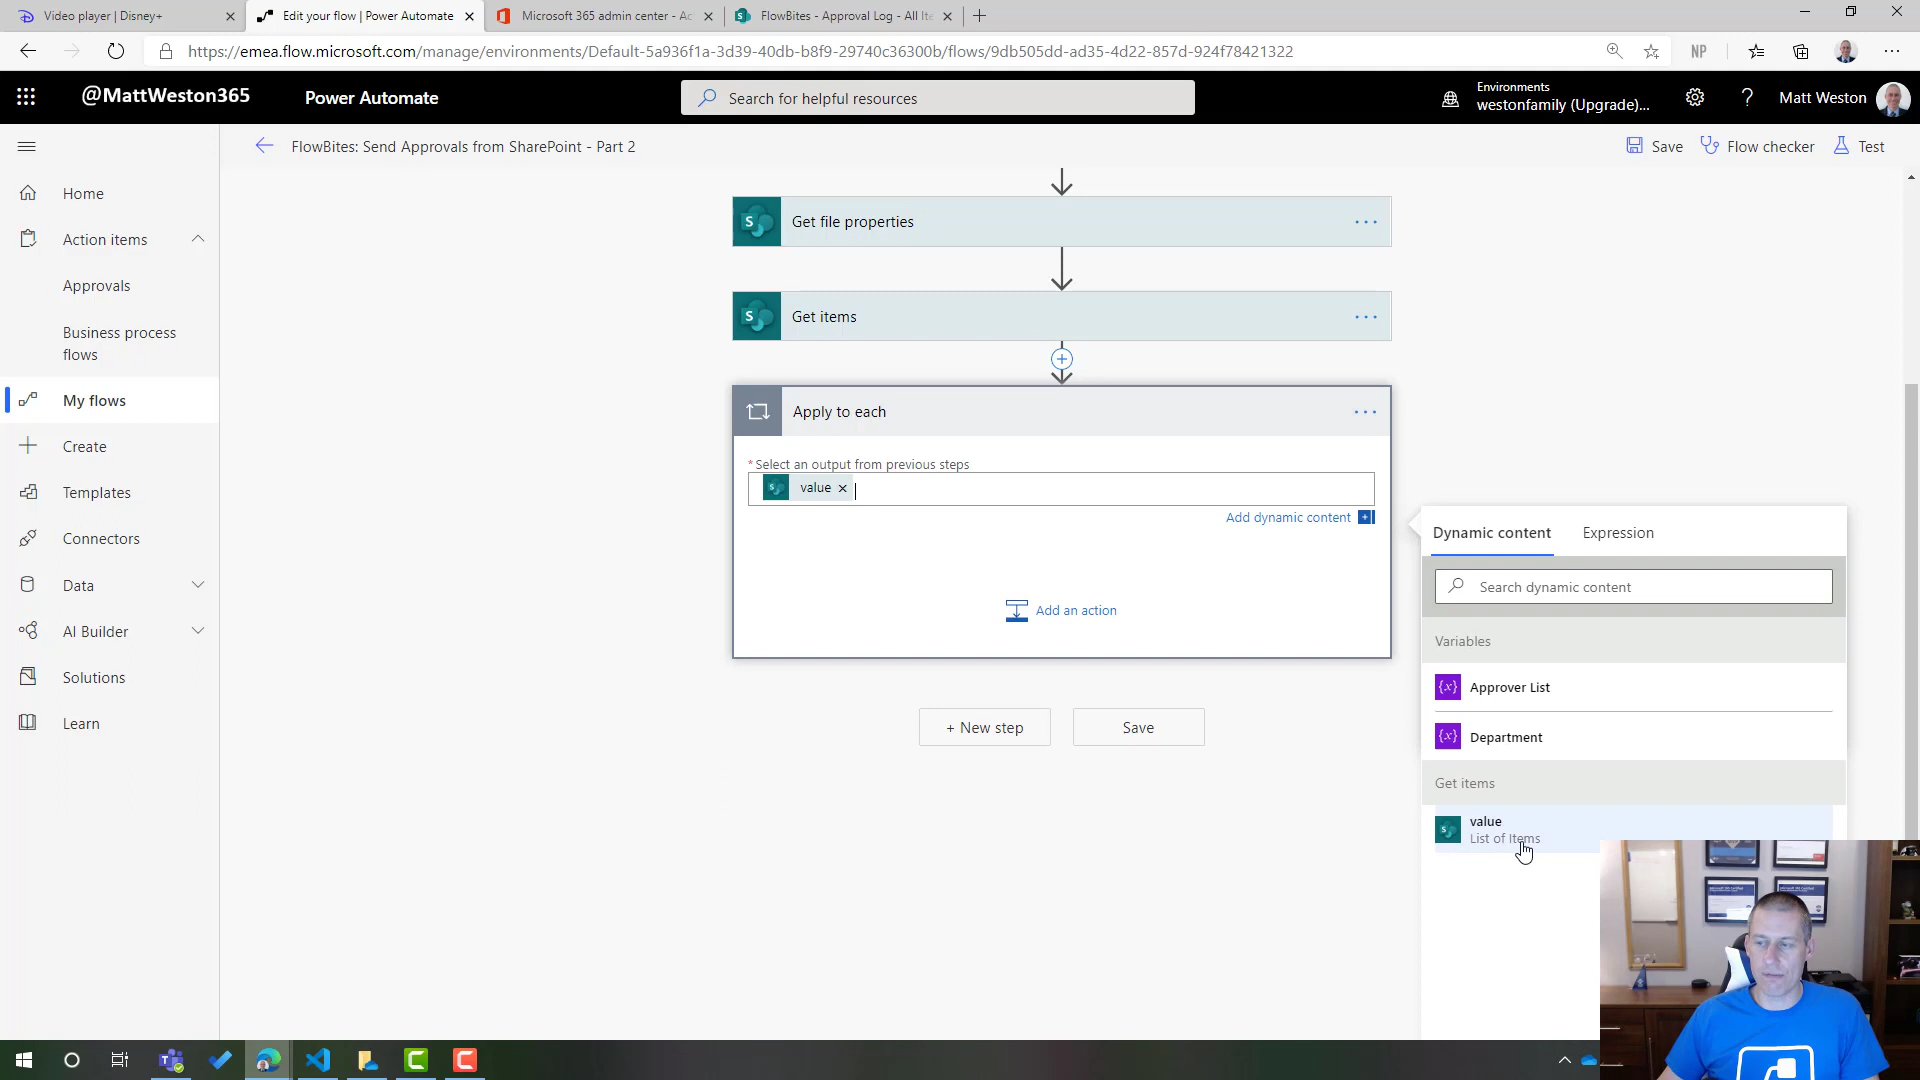 Video player | Disney+
Edit your flow | Power Automate
Microsoft 365 admin center - Ac
FlowBites - Approval Log - All Ite
https://emea.flow.microsoft.com/manage/environments/Default-5a936f1a-3d39-40db-b8f9-29740c36300b/flows/9db505dd-ad35-4d22-857d-924f78421322
NP
@MattWeston365
Power Automate
Search for helpful resources
Environments
westonfamily (Upgrade)...
?
Matt Weston
FlowBites: Send Approvals from SharePoint - Part 2
Save
Flow checker
Test
Home
Action items
Approvals
Business process
flows
My flows
Create
Templates
Connectors
Data
AI Builder
Solutions
Learn
Get file properties
Get items
Apply to each
* Select an output from previous steps
value
Add dynamic content
Add an action
+ New step
Save
Dynamic content
Expression
Search dynamic content
Variables
Approver List
Department
Get items
value
List of Items